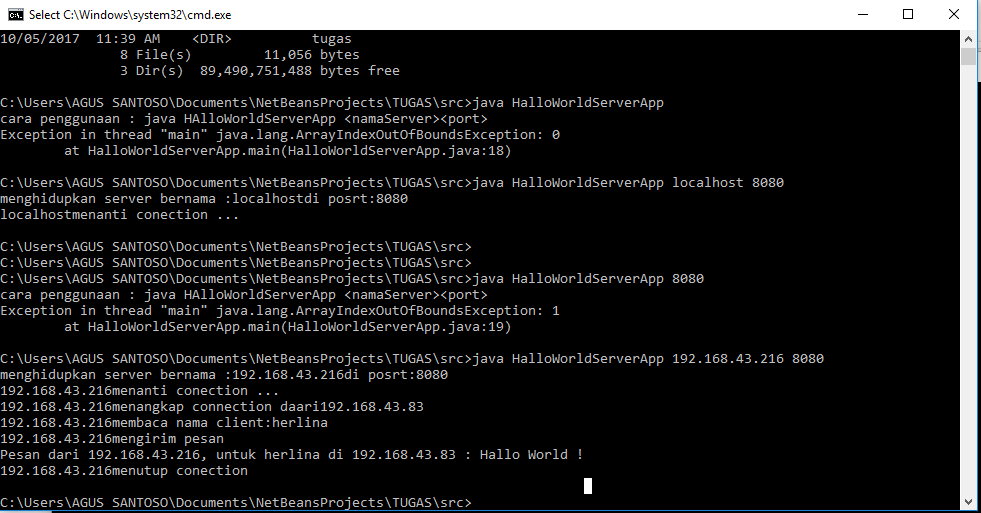 Select C:\Windows\system32\cmd.exe
10/05/2017  11:39 AM    <DIR>          tugas
               8 File(s)         11,056 bytes
               3 Dir(s)  89,490,751,488 bytes free
C:\Users\AGUS SANTOSO\Documents\NetBeansProjects\TUGAS\src>java HalloWorldServerApp
cara penggunaan : java HAlloWorldServerApp <namaServer><port>
Exception in thread "main" java.lang.ArrayIndexOutOfBoundsException: 0
        at HalloWorldServerApp.main(HalloWorldServerApp.java:18)
C:\Users\AGUS SANTOSO\Documents\NetBeansProjects\TUGAS\src>java HalloWorldServerApp localhost 8080
menghidupkan server bernama :localhostdi posrt:8080
localhostmenanti conection ...
C:\Users\AGUS SANTOSO\Documents\NetBeansProjects\TUGAS\src>
C:\Users\AGUS SANTOSO\Documents\NetBeansProjects\TUGAS\src>
C:\Users\AGUS SANTOSO\Documents\NetBeansProjects\TUGAS\src>java HalloWorldServerApp 8080
cara penggunaan : java HAlloWorldServerApp <namaServer><port>
Exception in thread "main" java.lang.ArrayIndexOutOfBoundsException: 1
        at HalloWorldServerApp.main(HalloWorldServerApp.java:19)
C:\Users\AGUS SANTOSO\Documents\NetBeansProjects\TUGAS\src>java HalloWorldServerApp 192.168.43.216 8080
menghidupkan server bernama :192.168.43.216di posrt:8080
192.168.43.216menanti conection ...
192.168.43.216menangkap connection daari192.168.43.83
192.168.43.216membaca nama client:herlina
192.168.43.216mengirim pesan
Pesan dari 192.168.43.216, untuk herlina di 192.168.43.83 : Hallo World !
192.168.43.216menutup conection
C:\Users\AGUS SANTOSO\Documents\NetBeansProjects\TUGAS\src>